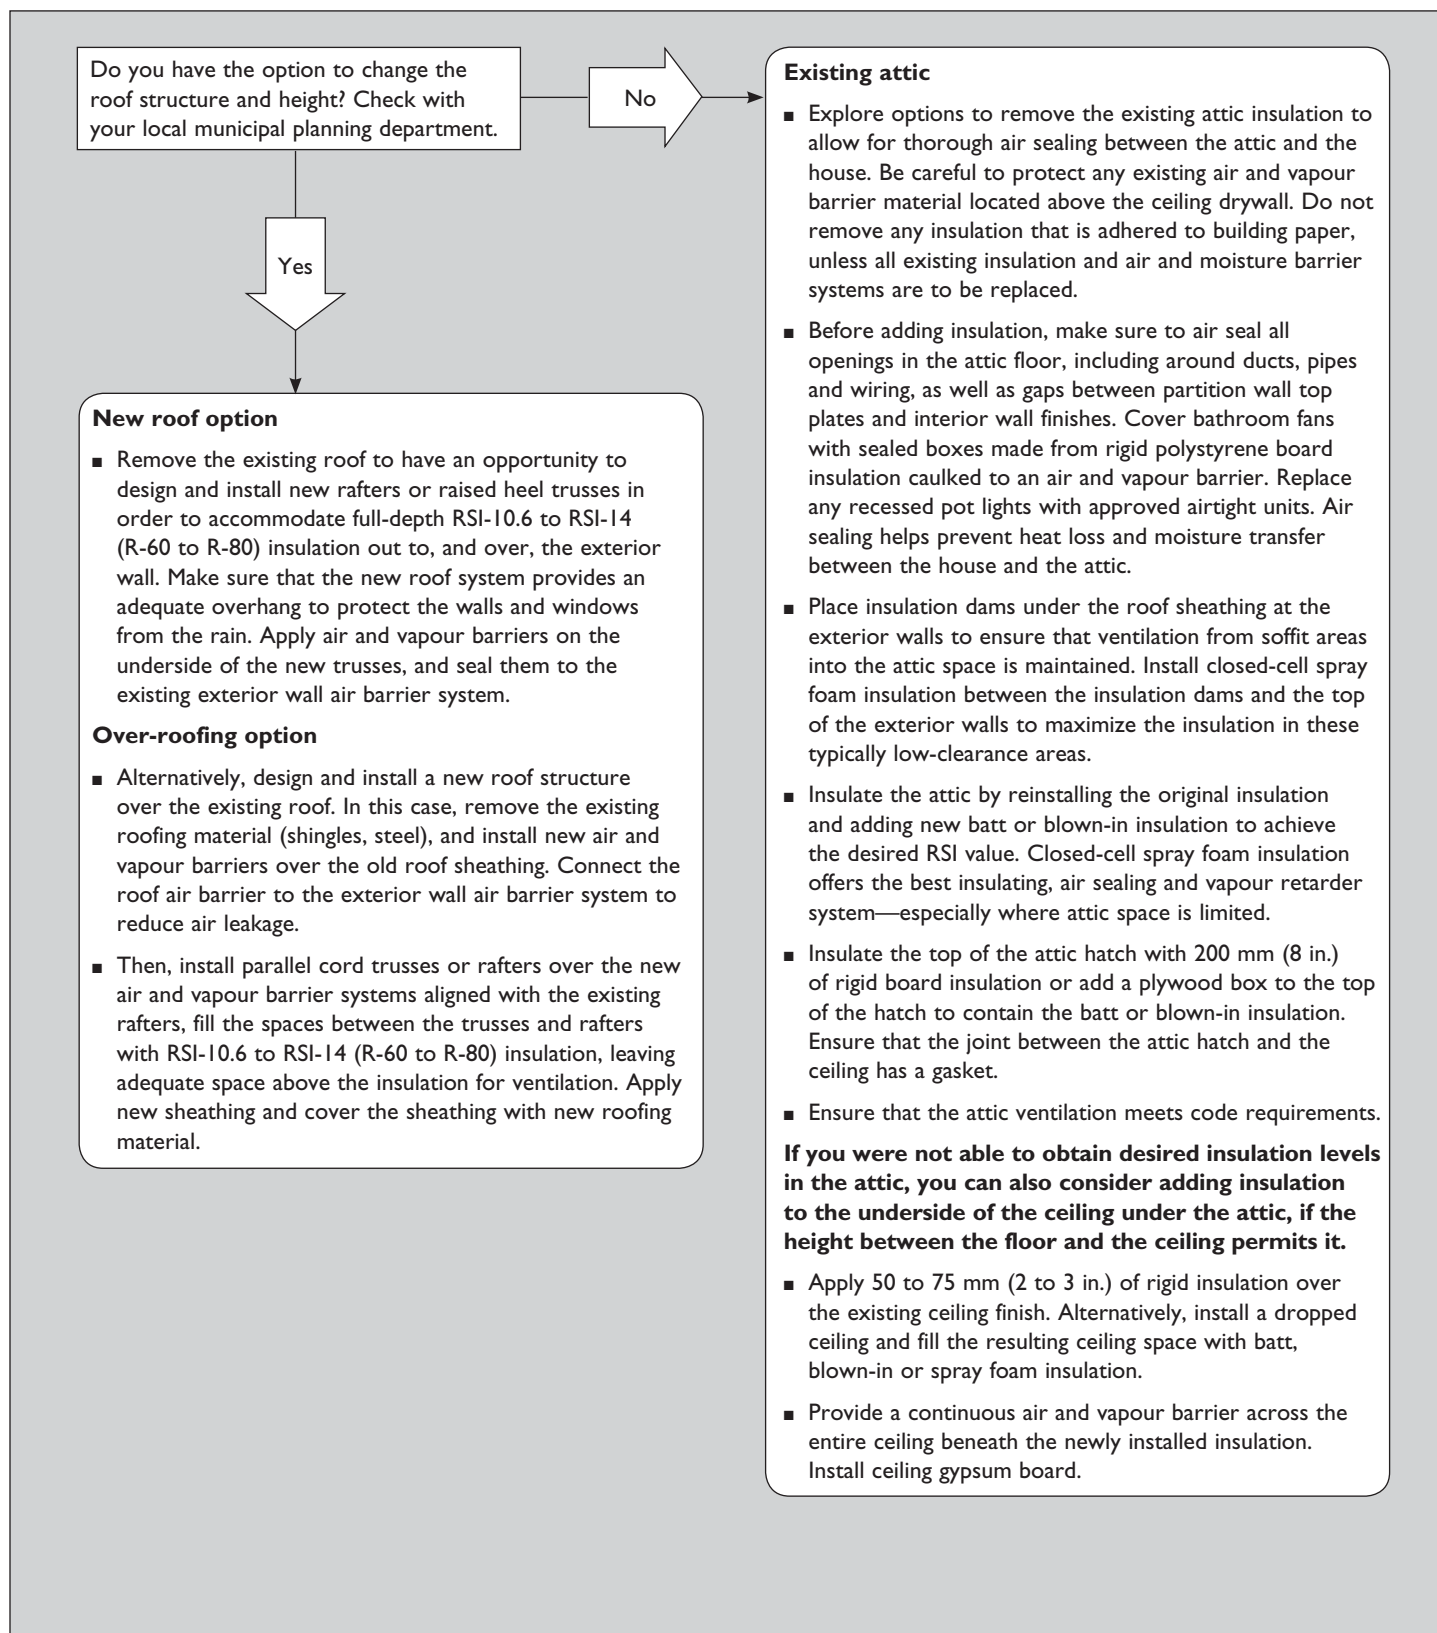 Do you have the option to change the
roof structure and height? Check with
your local municipal planning department.
No
Yes
New roof option
■ Remove the existing roof to have an opportunity to
design and install new rafters or raised heel trusses in
order to accommodate full-depth RSI-10.6 to RSI-14
(R-60 to R-80) insulation out to, and over, the exterior
wall. Make sure that the new roof system provides an
adequate overhang to protect the walls and windows
from the rain. Apply air and vapour barriers on the
underside of the new trusses, and seal them to the
existing exterior wall air barrier system.
Over-roofing option
■ Alternatively, design and install a new roof structure
over the existing roof. In this case, remove the existing
roofing material (shingles, steel), and install new air and
vapour barriers over the old roof sheathing. Connect the
roof air barrier to the exterior wall air barrier system to
reduce air leakage.
■ Then, install parallel cord trusses or rafters over the new
air and vapour barrier systems aligned with the existing
rafters, fill the spaces between the trusses and rafters
with RSI-10.6 to RSI-14 (R-60 to R-80) insulation, leaving
adequate space above the insulation for ventilation. Apply
new sheathing and cover the sheathing with new roofing
material.
Existing attic
■ Explore options to remove the existing attic insulation to
allow for thorough air sealing between the attic and the
house. Be careful to protect any existing air and vapour
barrier material located above the ceiling drywall. Do not
remove any insulation that is adhered to building paper,
unless all existing insulation and air and moisture barrier
systems are to be replaced.
■ Before adding insulation, make sure to air seal all
openings in the attic floor, including around ducts, pipes
and wiring, as well as gaps between partition wall top
plates and interior wall finishes. Cover bathroom fans
with sealed boxes made from rigid polystyrene board
insulation caulked to an air and vapour barrier. Replace
any recessed pot lights with approved airtight units. Air
sealing helps prevent heat loss and moisture transfer
between the house and the attic.
■ Place insulation dams under the roof sheathing at the
exterior walls to ensure that ventilation from soffit areas
into the attic space is maintained. Install closed-cell spray
foam insulation between the insulation dams and the top
of the exterior walls to maximize the insulation in these
typically low-clearance areas.
■ Insulate the attic by reinstalling the original insulation
and adding new batt or blown-in insulation to achieve
the desired RSI value. Closed-cell spray foam insulation
offers the best insulating, air sealing and vapour retarder
system—especially where attic space is limited.
■ Insulate the top of the attic hatch with 200 mm (8 in.)
of rigid board insulation or add a plywood box to the top
of the hatch to contain the batt or blown-in insulation.
Ensure that the joint between the attic hatch and the
ceiling has a gasket.
■ Ensure that the attic ventilation meets code requirements.
If you were not able to obtain desired insulation levels
in the attic, you can also consider adding insulation
to the underside of the ceiling under the attic, if the
height between the floor and the ceiling permits it.
■ Apply 50 to 75 mm (2 to 3 in.) of rigid insulation over
the existing ceiling finish. Alternatively, install a dropped
ceiling and fill the resulting ceiling space with batt,
blown-in or spray foam insulation.
■ Provide a continuous air and vapour barrier across the
entire ceiling beneath the newly installed insulation.
Install ceiling gypsum board.